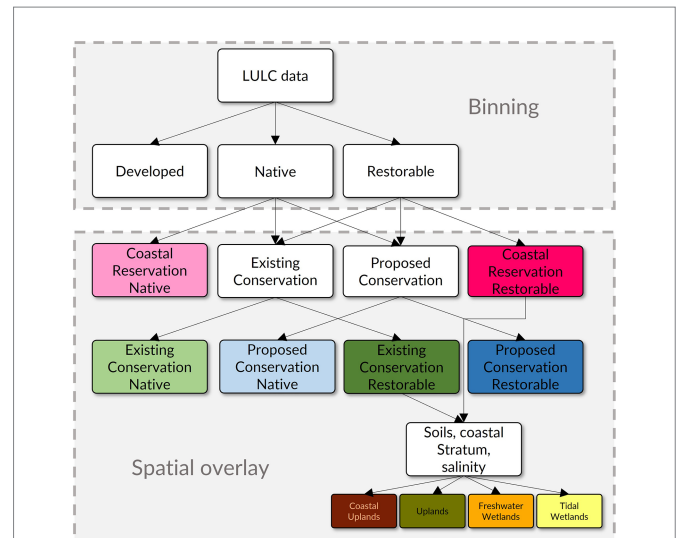 LULC data
Binning
Developed
Native
Restorable
Coastal
Reservation
Native
Existing
Conservation
Proposed
Conservation
Coastal
Reservation
Restorable
Existing
Conservation
Native
Proposed
Conservation
Native
Existing
Conservation
Restorable
Proposed
Conservation
Restorable
Soils, coastal
Stratum,
salinity
Spatial overlay
Coastal
Uplands
Uplands
Freshwater
Wetlands
Tidal
Wetlands